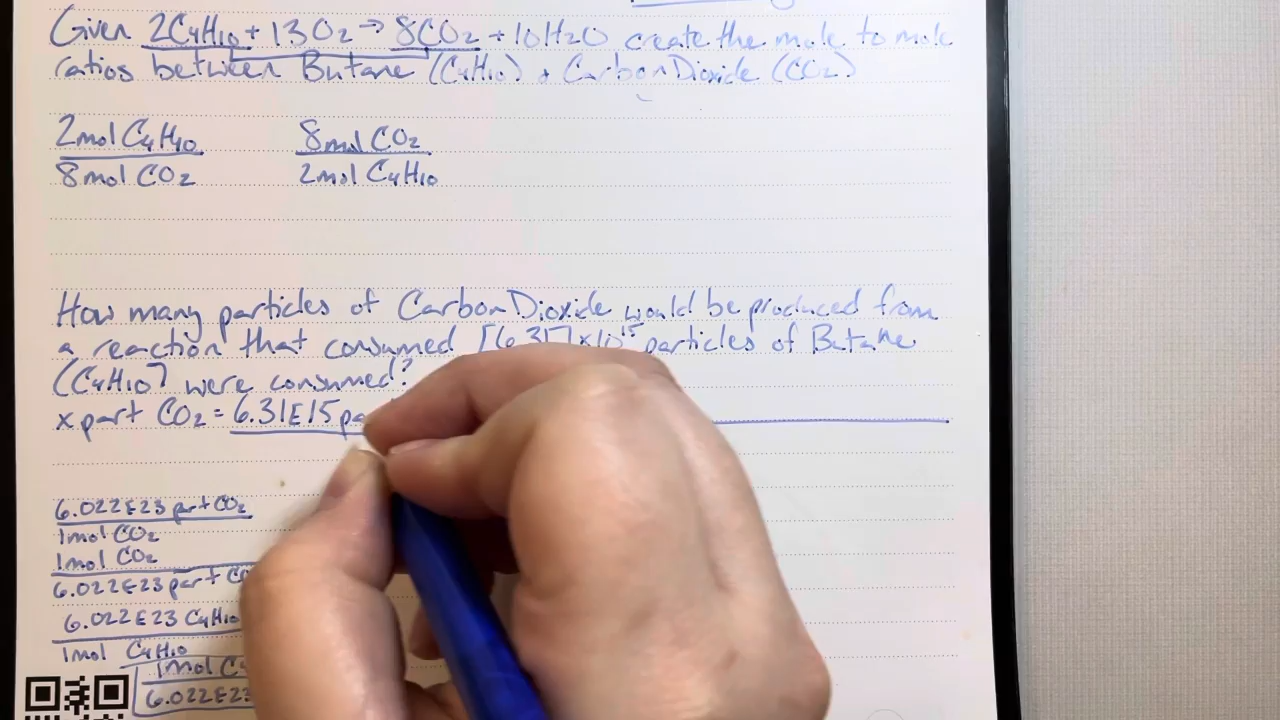 Given 2C4H10 + 13O2 → 8CO2 + 10H2O create the mole to mole
ratios between Butane (C4H10) + Carbon Dioxide (CO2)
2mol C4H10
8mol CO2
8mol CO2
2mol C4H10
How many particles of Carbon Dioxide would be produced from
a reaction that consumed [6.31] x10^15 particles of Butane
(C4H10) were consumed?
x part CO2 = 6.31E15
6.022E23 part CO2
1mol CO2
1mol CO2
6.022E23 part
6.022E23 C4H10
1mol C4H10
1mol
6.022E23